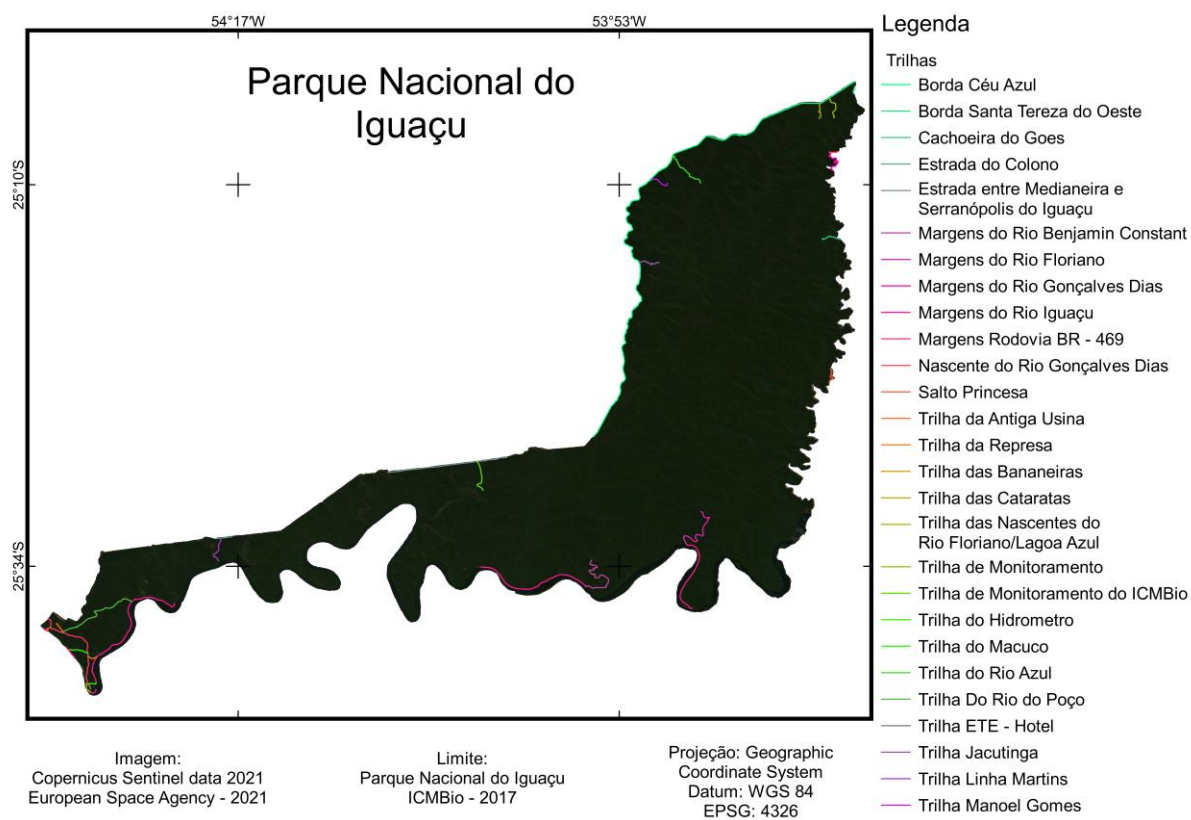 54°17'W
53°53'W
Parque Nacional do
Iguaçu
25°10'S
25°34'S
Legenda
Trilhas
Borda Céu Azul
Borda Santa Tereza do Oeste
Cachoeira do Goes
Estrada do Colono
Estrada entre Medianeira e
Serranópolis do Iguaçu
Margens do Rio Benjamin Constant
Margens do Rio Floriano
Margens do Rio Gonçalves Dias
Margens do Rio Iguaçu
Margens Rodovia BR - 469
Nascente do Rio Gonçalves Dias
Salto Princesa
Trilha da Antiga Usina
Trilha da Represa
Trilha das Bananeiras
Trilha das Cataratas
Trilha das Nascentes do
Rio Floriano/Lagoa Azul
Trilha de Monitoramento
Trilha de Monitoramento do ICMBio
Trilha do Hidrometro
Trilha do Macuco
Trilha do Rio Azul
Trilha Do Rio do Poço
Trilha ETE - Hotel
Trilha Jacutinga
Trilha Linha Martins
Trilha Manoel Gomes
Imagem:
Copernicus Sentinel data 2021
European Space Agency - 2021
Limite:
Parque Nacional do Iguaçu
ICMBio - 2017
Projeção: Geographic
Coordinate System
Datum: WGS 84
EPSG: 4326